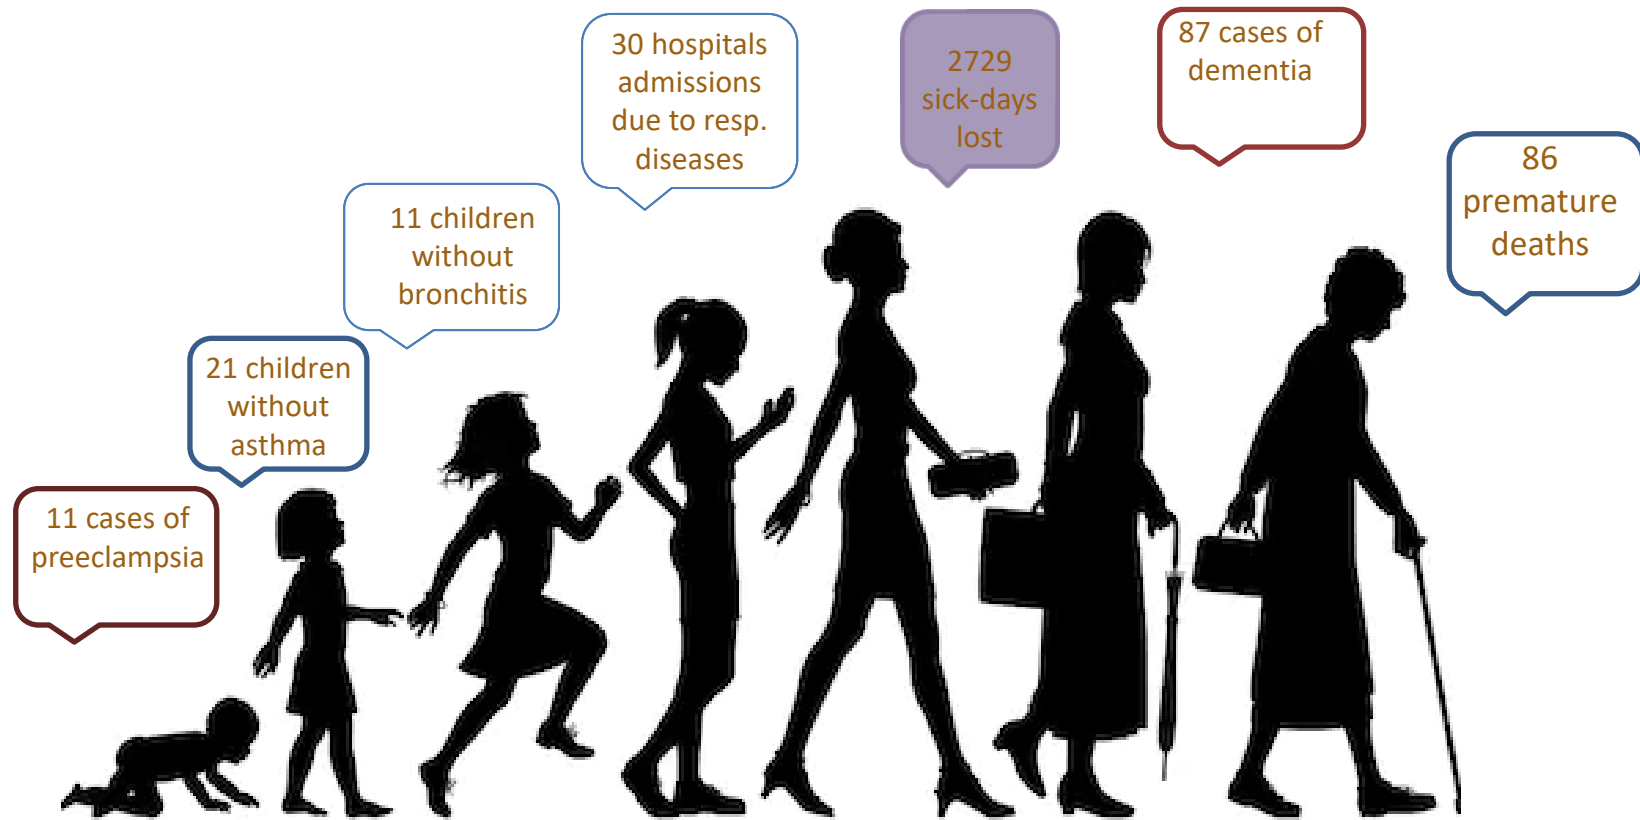 11 cases of
preeclampsia
21 children
without
asthma
11 children
without
bronchitis
30 hospitals
admissions
due to resp.
diseases
2729
sick-days
lost
87 cases of
dementia
86
premature
deaths